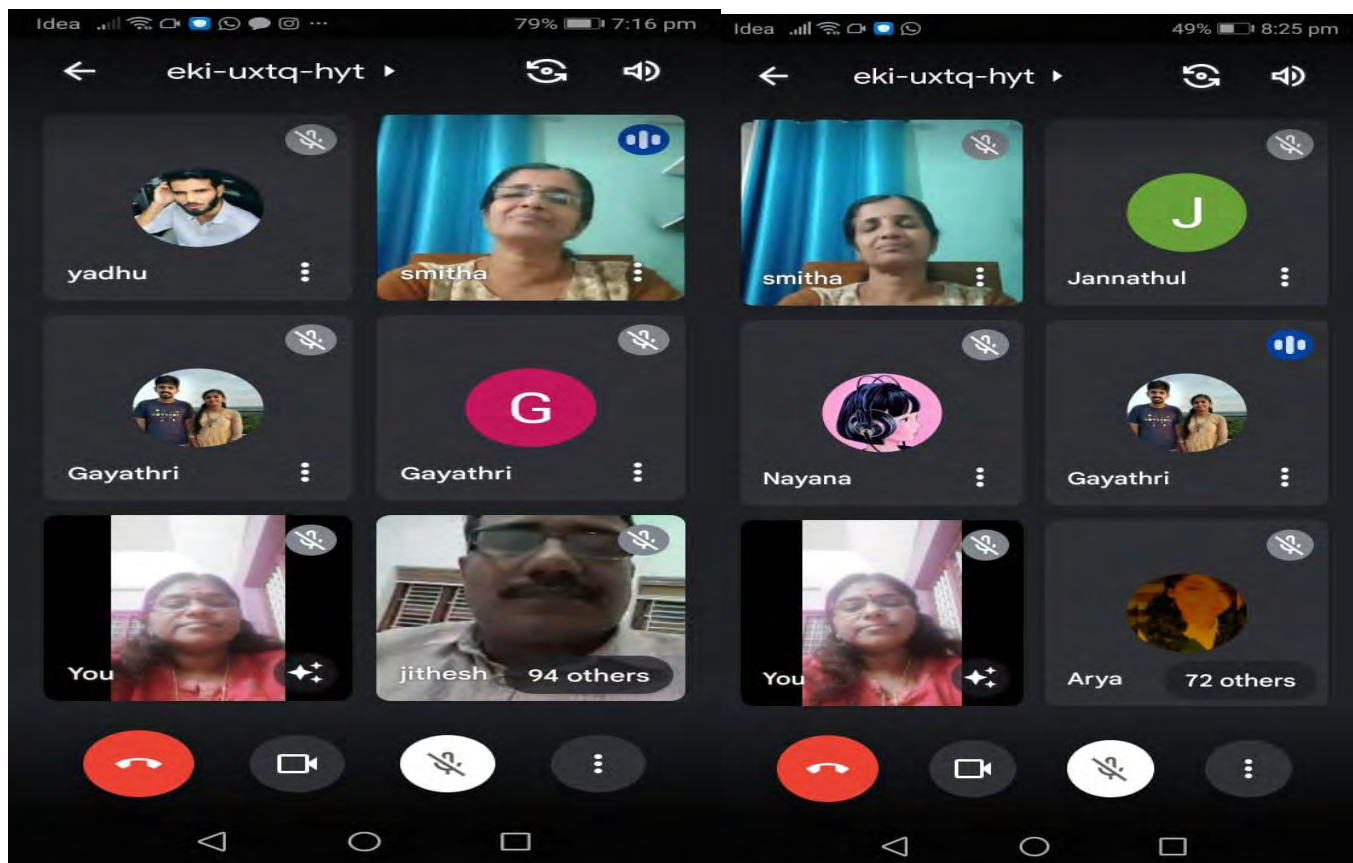 Idea 79% 7:16 pm
eki-uxtq-hyt
yadhu
smitha
Gayathri
G
Gayathri
You
jithesh
94 others
Idea 49% 8:25 pm
eki-uxtq-hyt
smitha
J
Jannathul
Nayana
Gayathri
You
Arya
72 others